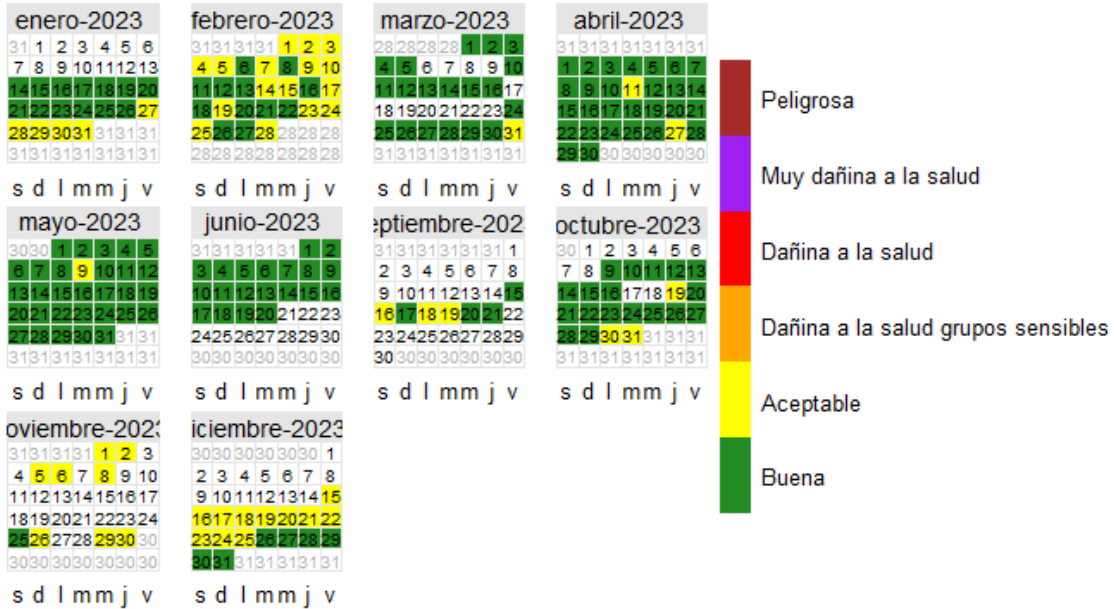 enero-2023
31 1 2 3 4 5 6
7 8 9 10 11 12 13
14 15 16 17 18 19 20
21 22 23 24 25 26 27
28 29 30 31 31 31 31
31 31 31 31 31 31 31
s d l m m j v
febrero-2023
31 31 31 31 1 2 3
4 5 6 7 8 9 10
11 12 13 14 15 16 17
18 19 20 21 22 23 24
25 26 27 28 28 28 28
28 28 28 28 28 28 28
s d l m m j v
marzo-2023
28 28 28 28 1 2 3
4 5 6 7 8 9 10
11 12 13 14 15 16 17
18 19 20 21 22 23 24
25 26 27 28 29 30 31
31 31 31 31 31 31 31
s d l m m j v
abril-2023
31 31 31 31 31 31 31
1 2 3 4 5 6 7
8 9 10 11 12 13 14
15 16 17 18 19 20 21
22 23 24 25 26 27 28
29 30 30 30 30 30 30
s d l m m j v
mayo-2023
30 30 1 2 3 4 5
6 7 8 9 10 11 12
13 14 15 16 17 18 19
20 21 22 23 24 25 26
27 28 29 30 31 31 31
31 31 31 31 31 31 31
s d l m m j v
junio-2023
31 31 31 31 31 1 2
3 4 5 6 7 8 9
10 11 12 13 14 15 16
17 18 19 20 21 22 23
24 25 26 27 28 29 30
30 30 30 30 30 30 30
s d l m m j v
eptiembre-202
31 31 31 31 31 31 1
2 3 4 5 6 7 8
9 10 11 12 13 14 15
16 17 18 19 20 21 22
23 24 25 26 27 28 29
30 30 30 30 30 30 30
s d l m m j v
octubre-2023
30 1 2 3 4 5 6
7 8 9 10 11 12 13
14 15 16 17 18 19 20
21 22 23 24 25 26 27
28 29 30 31 31 31 31
31 31 31 31 31 31 31
s d l m m j v
oviembre-202
31 31 31 31 1 2 3
4 5 6 7 8 9 10
11 12 13 14 15 16 17
18 19 20 21 22 23 24
25 26 27 28 29 30 30
30 30 30 30 30 30 30
s d l m m j v
iciembre-2023
30 30 30 30 30 30 1
2 3 4 5 6 7 8
9 10 11 12 13 14 15
16 17 18 19 20 21 22
23 24 25 26 27 28 29
30 31 31 31 31 31 31
s d l m m j v
Peligrosa
Muy dañina a la salud
Dañina a la salud
Dañina a la salud grupos sensibles
Aceptable
Buena